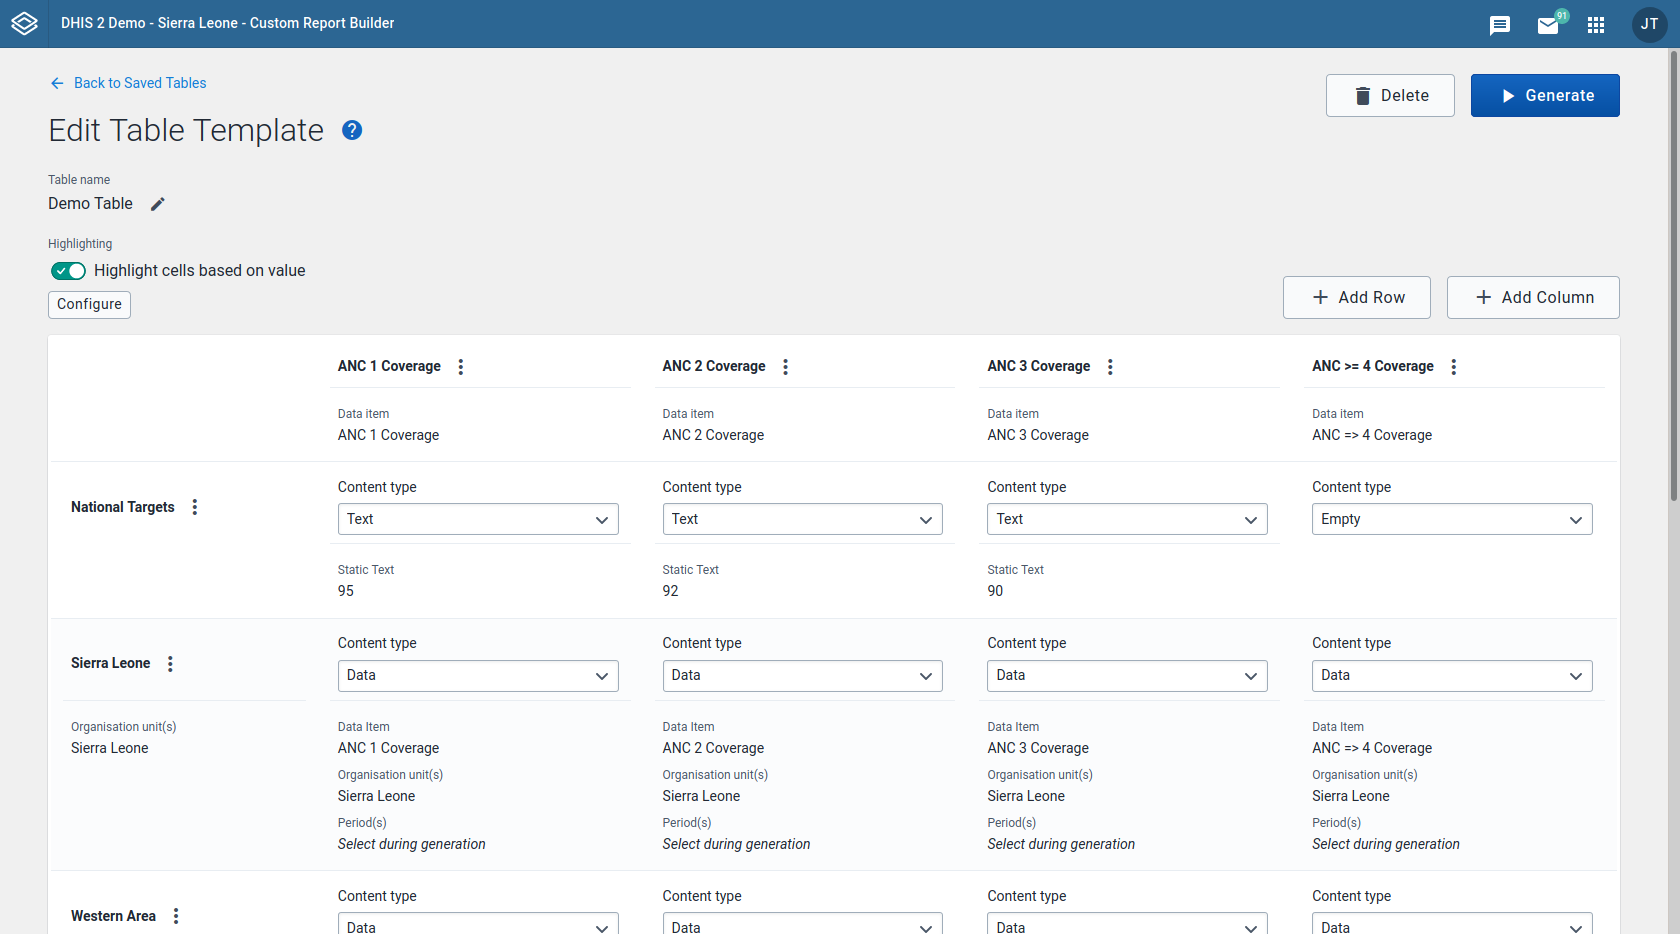 DHIS 2 Demo - Sierra Leone - Custom Report Builder
91
JT
Back to Saved Tables
Delete
Generate
Edit Table Template
?
Table name
Demo Table
Highlighting
Highlight cells based on value
Configure
Add Row
Add Column
ANC 1 Coverage ANC 2 Coverage ANC 3 Coverage ANC >= 4 Coverage
Data item Data item Data item Data item
ANC 1 Coverage ANC 2 Coverage ANC 3 Coverage ANC => 4 Coverage
Content type Content type Content type Content type
National Targets
Text Text Text Empty
Static Text Static Text Static Text
95 92 90
Content type Content type Content type Content type
Sierra Leone
Data Data Data Data
Organisation unit(s) Data Item Data Item Data Item Data Item
Sierra Leone ANC 1 Coverage ANC 2 Coverage ANC 3 Coverage ANC => 4 Coverage
Organisation unit(s) Organisation unit(s) Organisation unit(s) Organisation unit(s)
Sierra Leone Sierra Leone Sierra Leone Sierra Leone
Period(s) Period(s) Period(s) Period(s)
Select during generation Select during generation Select during generation Select during generation
Content type Content type Content type Content type
Western Area
Data Data Data Data